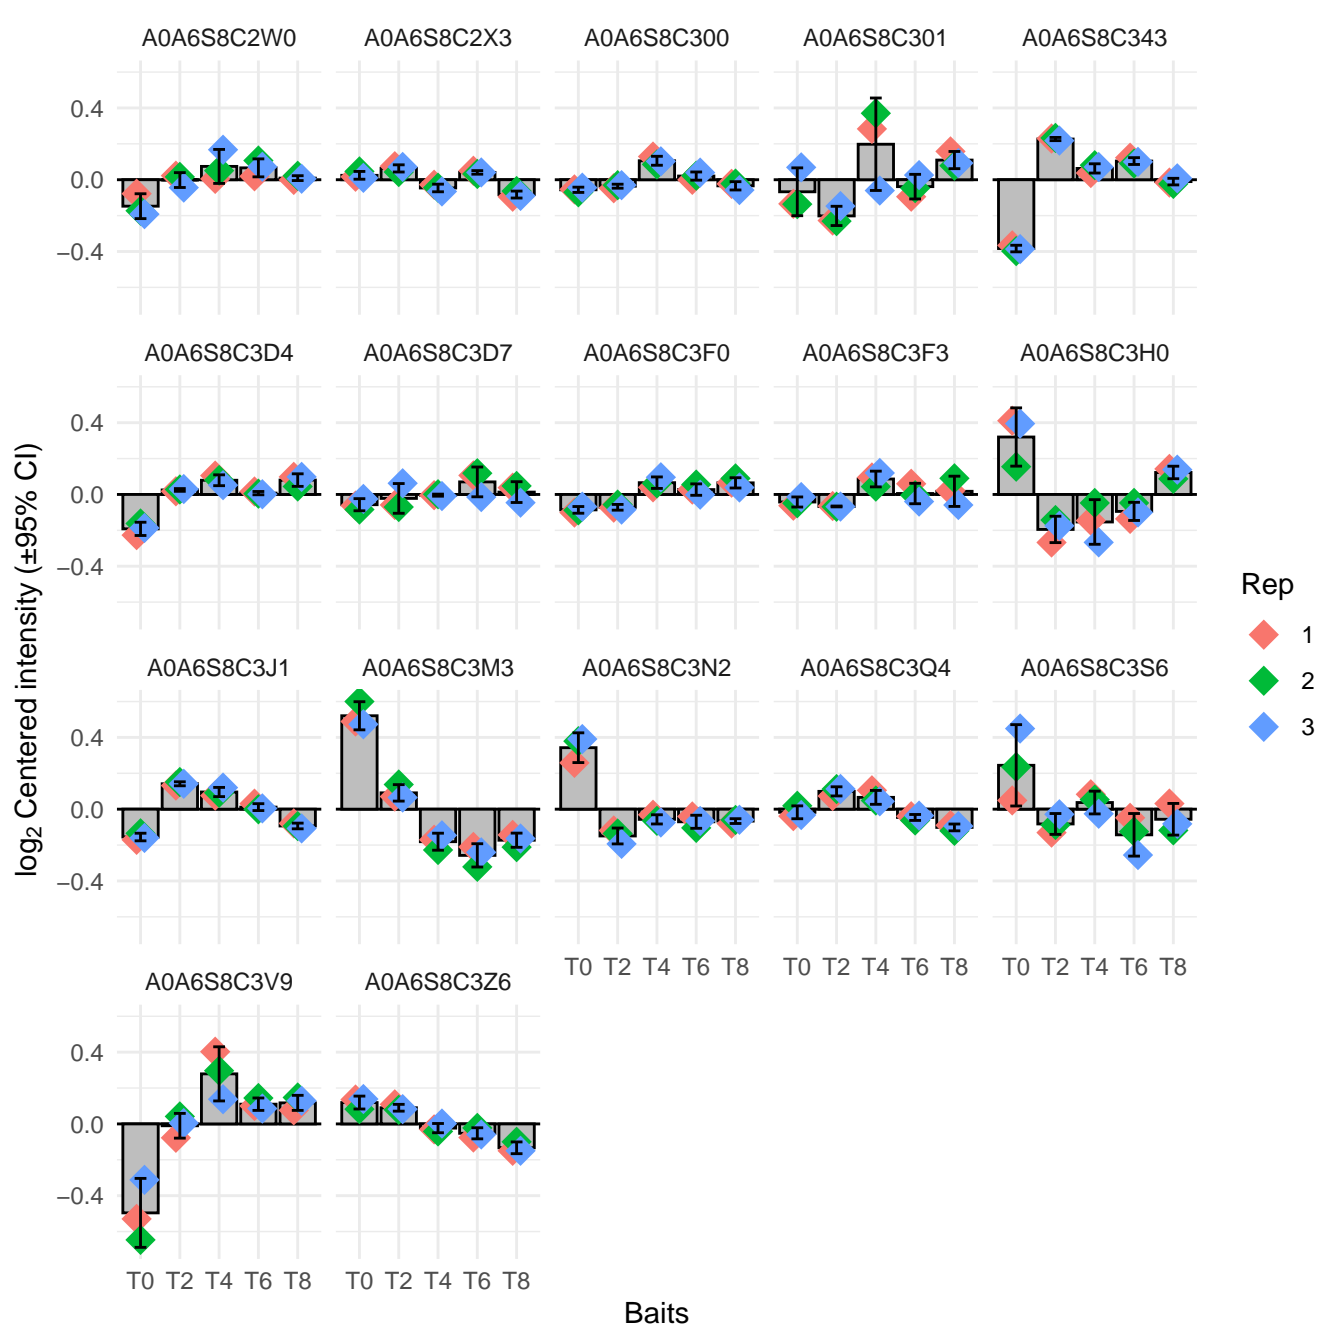 A0A6S8C2W0 A0A6S8C2X3 A0A6S8C300 A0A6S8C301 A0A6S8C343
0.4
0.0
−0.4
A0A6S8C3D4 A0A6S8C3D7 A0A6S8C3F0 A0A6S8C3F3 A0A6S8C3H0
0.4
0.0
−0.4
A0A6S8C3J1 A0A6S8C3M3 A0A6S8C3N2 A0A6S8C3Q4 A0A6S8C3S6
0.4
0.0
−0.4
T0 T2 T4 T6 T8 T0 T2 T4 T6 T8 T0 T2 T4 T6 T8
A0A6S8C3V9 A0A6S8C3Z6
0.4
0.0
−0.4
T0 T2 T4 T6 T8 T0 T2 T4 T6 T8
Baits
log₂ Centered intensity (±95% CI)
Rep
1
2
3